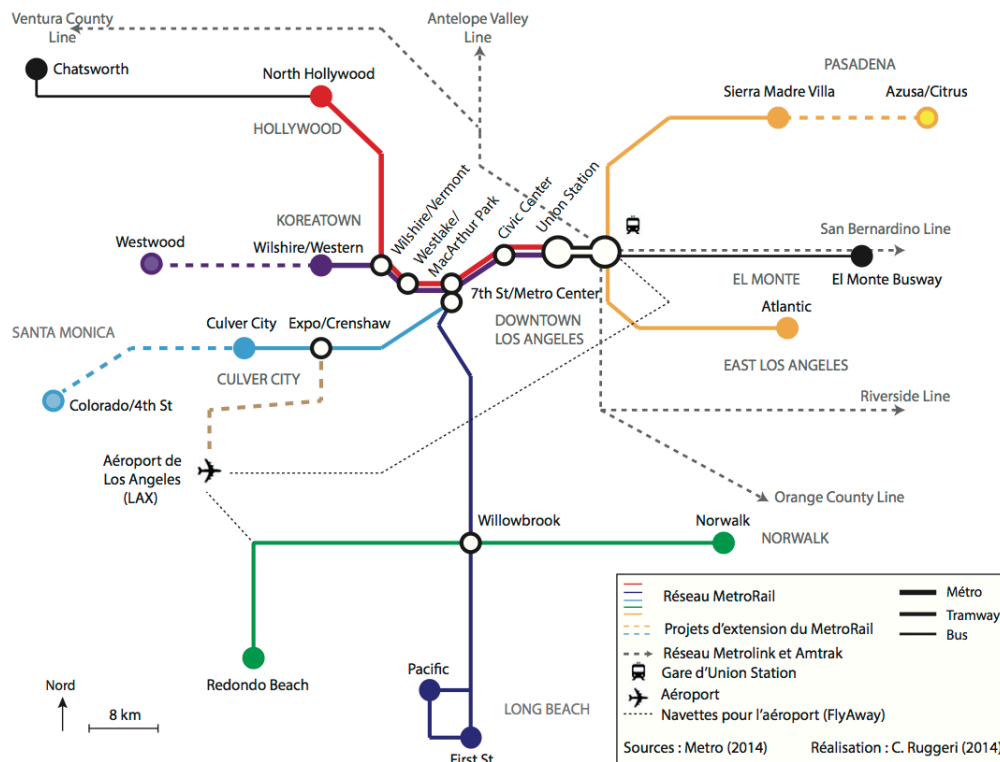 Ventura County
Line
Antelope Valley
Line
Chatsworth
North Hollywood
HOLLYWOOD
PASADENA
Sierra Madre Villa
Azusa/Citrus
KOREATOWN
Wilshire/Vermont
Westlake/
MacArthur Park
Civic Center
Union Station
Westwood
Wilshire/Western
San Bernardino Line
EL MONTE
El Monte Busway
7th St/Metro Center
DOWNTOWN
LOS ANGELES
Atlantic
EAST LOS ANGELES
SANTA MONICA
Culver City
Expo/Crenshaw
CULVER CITY
Colorado/4th St
Riverside Line
Aéroport de
Los Angeles
(LAX)
Orange County Line
Willowbrook
Norwalk
NORWALK
Redondo Beach
Pacific
LONG BEACH
First St
Nord
8 km
Réseau MetroRail
Projets d'extension du MetroRail
Réseau Metrolink et Amtrak
Gare d'Union Station
Aéroport
Navettes pour l'aéroport (FlyAway)
Métro
Tramway
Bus
Sources : Metro (2014)
Réalisation : C. Ruggeri (2014)